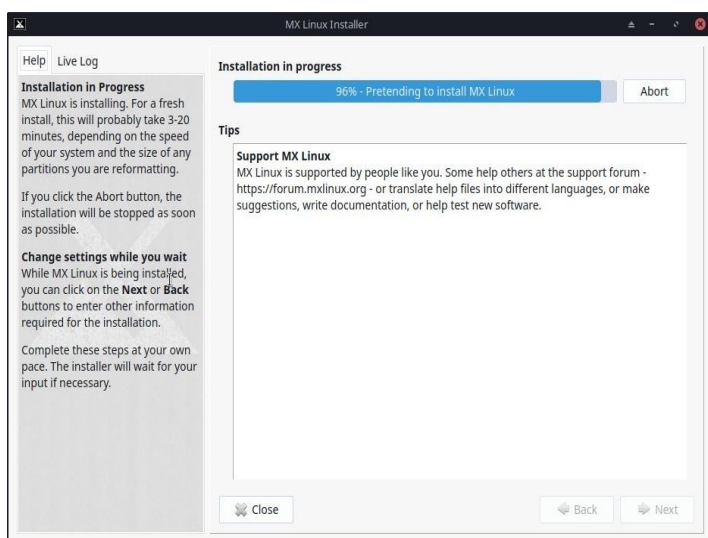 MX Linux Installer
Help
Live Log
Installation in Progress
MX Linux is installing. For a fresh
install, this will probably take 3-20
minutes, depending on the speed
of your system and the size of any
partitions you are reformatting.
If you click the Abort button, the
installation will be stopped as soon
as possible.
Change settings while you wait
While MX Linux is being installed,
you can click on the Next or Back
buttons to enter other information
required for the installation.
Complete these steps at your own
pace. The installer will wait for your
input if necessary.
Installation in progress
96% - Pretending to install MX Linux
Abort
Tips
Support MX Linux
MX Linux is supported by people like you. Some help others at the support forum -
https://forum.mxlinux.org - or translate help files into different languages, or make
suggestions, write documentation, or help test new software.
Close
Back
Next